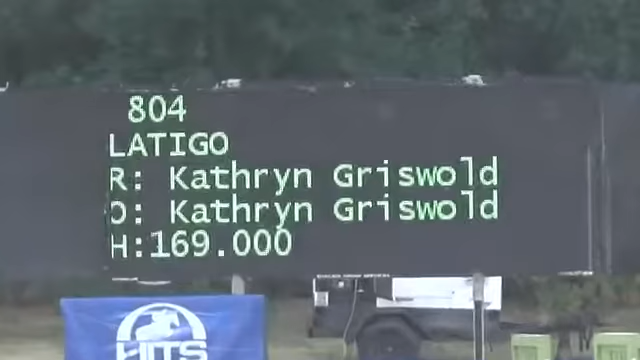 804
LATIGO
R: Kathryn Griswold
O: Kathryn Griswold
H:169.000
HITS